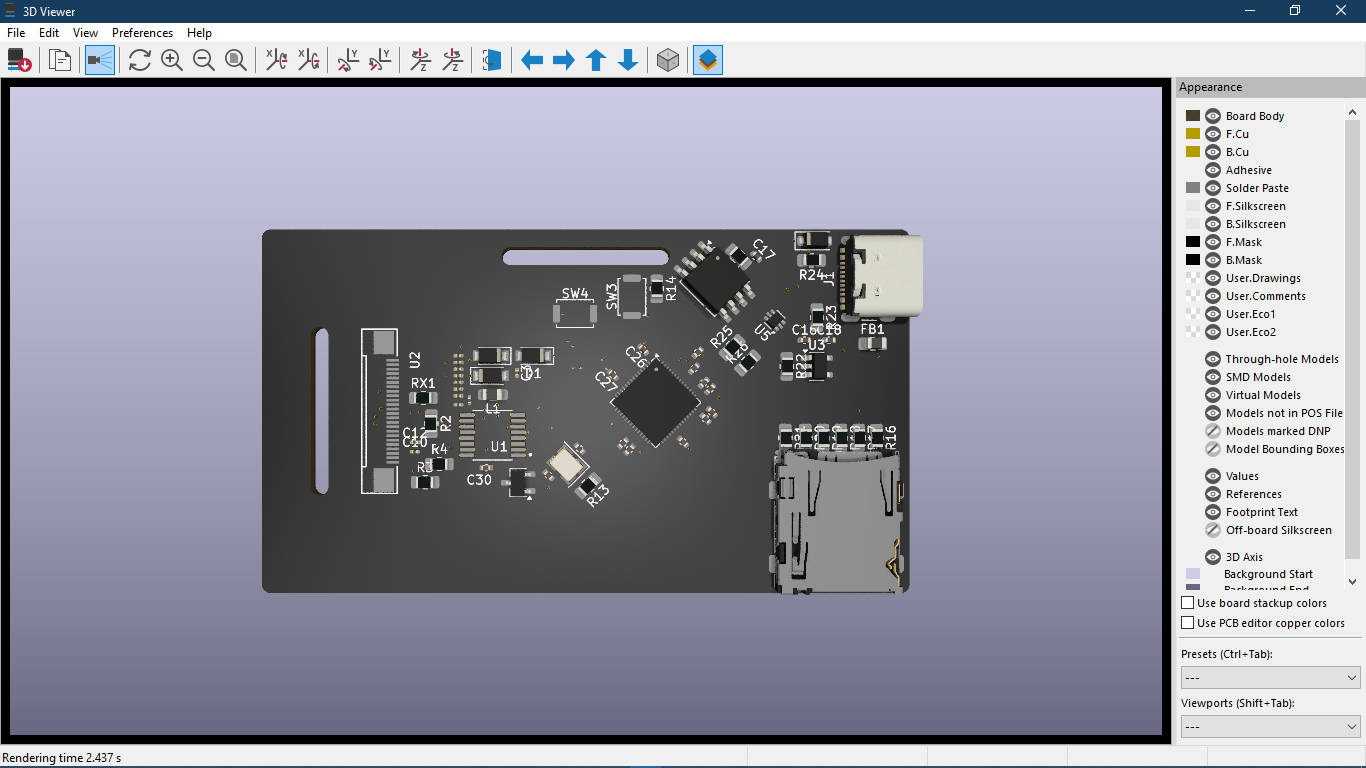 3D Viewer
File Edit View Preferences Help
Appearance
Board Body
F.Cu
B.Cu
Adhesive
Solder Paste
F.Silkscreen
B.Silkscreen
F.Mask
B.Mask
User.Drawings
User.Comments
User.Eco1
User.Eco2
Through-hole Models
SMD Models
Virtual Models
Models not in POS File
Models marked DNP
Model Bounding Boxes
Values
References
Footprint Text
Off-board Silkscreen
3D Axis
Background Start
Background End
Use board stackup colors
Use PCB editor copper colors
Presets (Ctrl+Tab):
---
Viewports (Shift+Tab):
---
C17
R24
J1
R14
SW3
SW4
U5
R23
C16 C18
FB1
U3
R25
R26
R22
C26
C27
U2
D1
RX1
L1
R2
C12
C10
U1
R4
C30
R13
R16
Rendering time 2.437 s